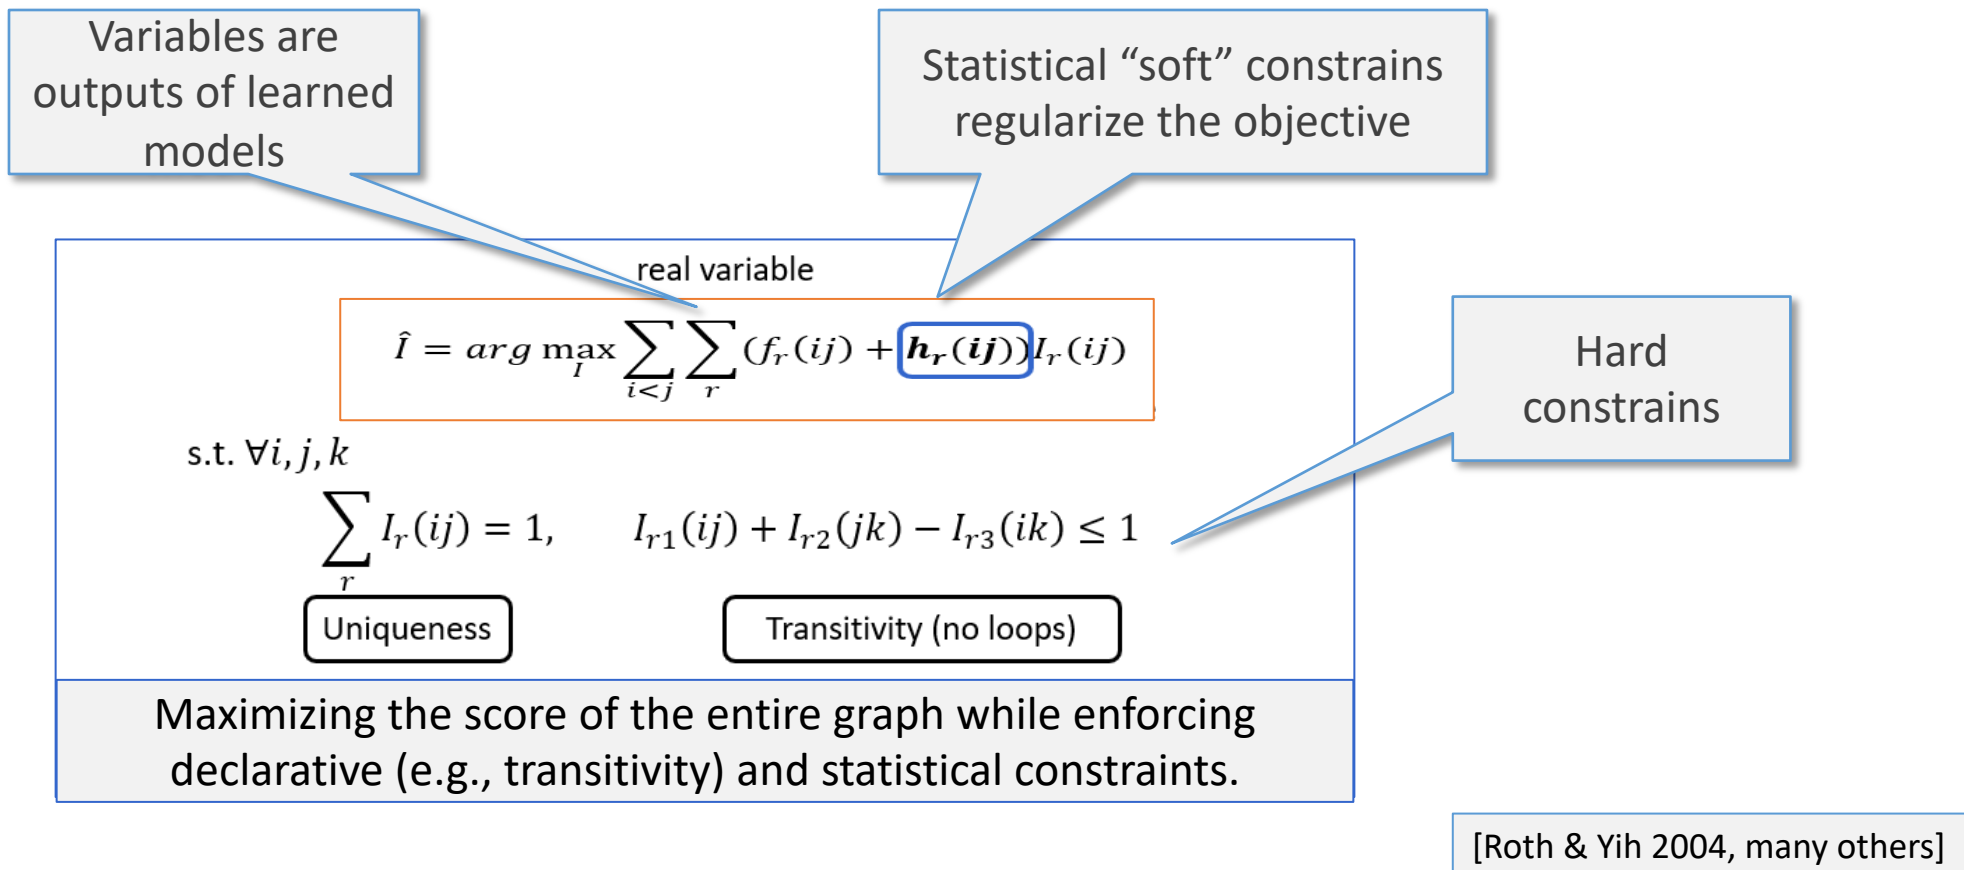 Variables are
outputs of learned
models
Statistical “soft” constrains
regularize the objective
real variable
Î = arg max_I ∑_{i<j} ∑_r (f_r(ij) + h_r(ij))I_r(ij)
Hard
constrains
s.t. ∀i, j, k
∑_r I_r(ij) = 1, I_{r1}(ij) + I_{r2}(jk) − I_{r3}(ik) ≤ 1
Uniqueness
Transitivity (no loops)
Maximizing the score of the entire graph while enforcing
declarative (e.g., transitivity) and statistical constraints.
[Roth & Yih 2004, many others]